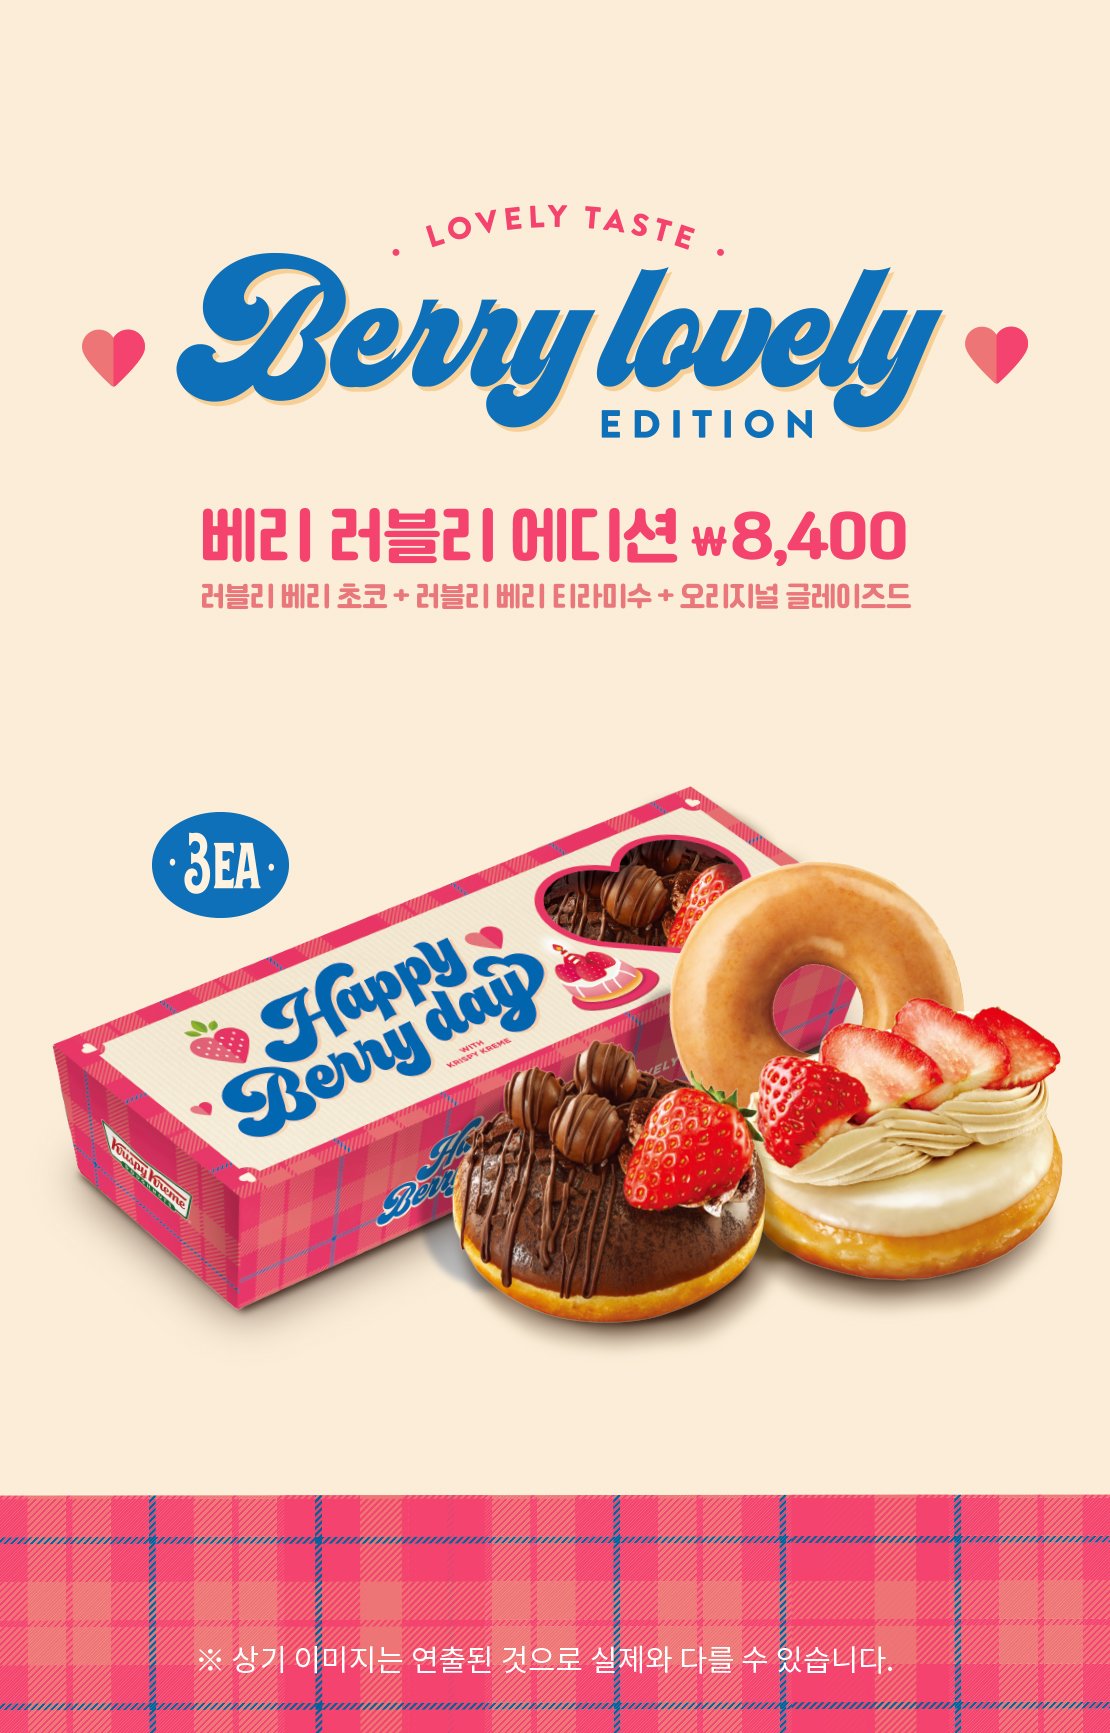 · LOVELY TASTE ·
Berry lovely
EDITION
베리 러블리 에디션 ₩8,400
러블리 베리 초코 + 러블리 베리 티라미수 + 오리지널 글레이즈드
· 3EA ·
Happy
Berry day
WITH
KRISPY KREME
Krispy Kreme
DOUGHNUTS
Berry
※ 상기 이미지는 연출된 것으로 실제와 다를 수 있습니다.